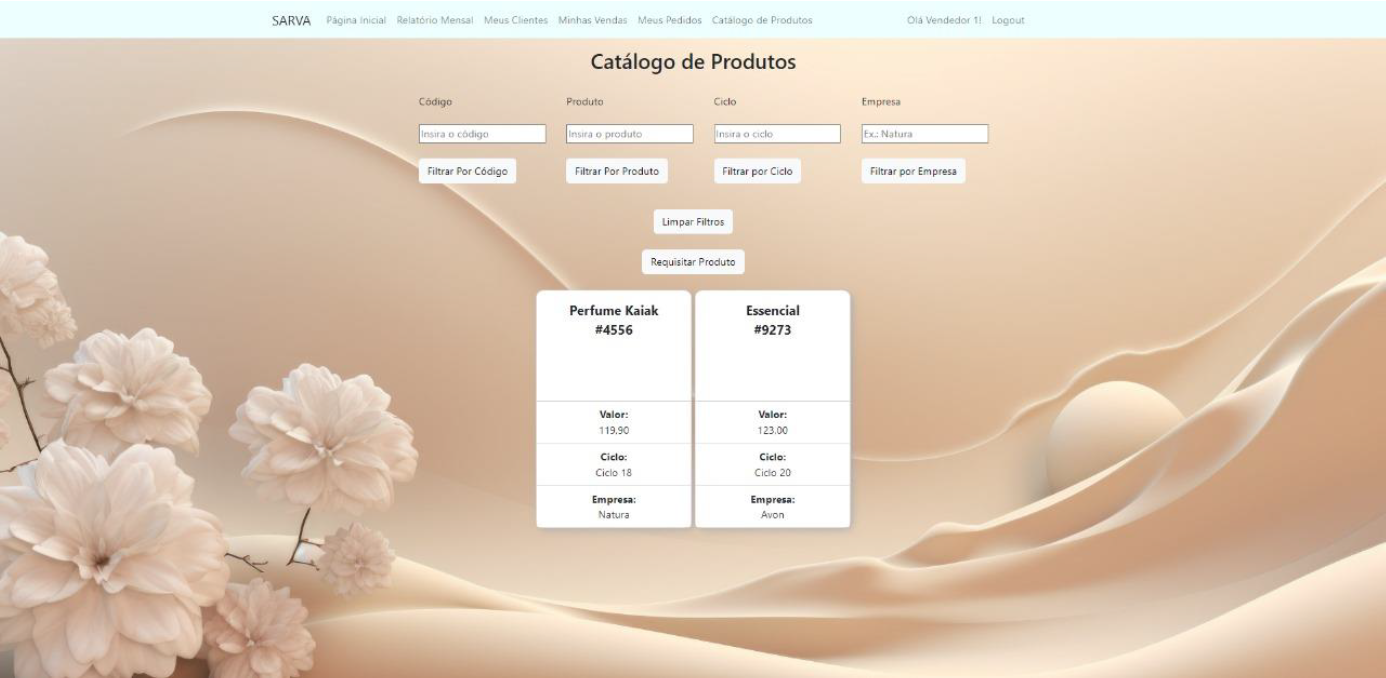 SARVA Página Inicial Relatório Mensal Meus Clientes Minhas Vendas Meus Pedidos Catálogo de Produtos Olá Vendedor 1! Logout
Catálogo de Produtos
Código Produto Ciclo Empresa
Insira o código Insira o produto Insira o ciclo Ex.: Natura
Filtrar Por Código Filtrar Por Produto Filtrar por Ciclo Filtrar por Empresa
Limpar Filtros
Requisitar Produto
Perfume Kaiak
#4556
Valor:
119.90
Ciclo:
Ciclo 18
Empresa:
Natura
Essencial
#9273
Valor:
123.00
Ciclo:
Ciclo 20
Empresa:
Avon